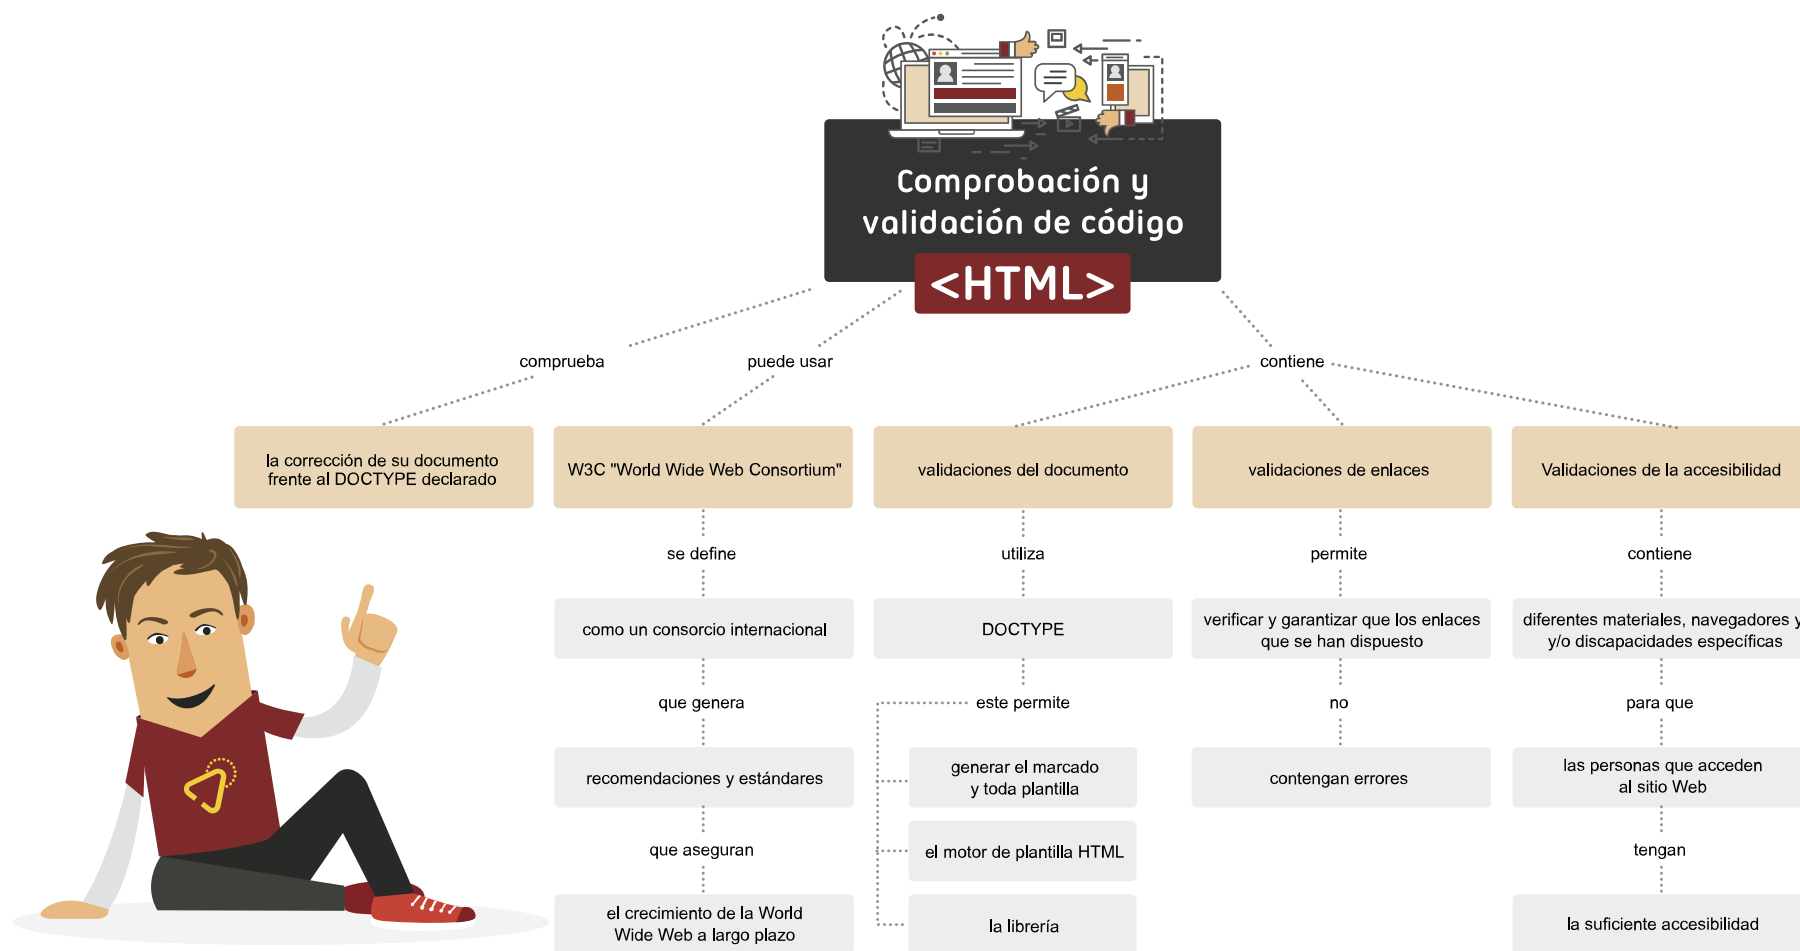 Comprobación y
validación de código
<HTML>
comprueba
puede usar
contiene
la corrección de su documento
frente al DOCTYPE declarado
W3C "World Wide Web Consortium"
validaciones del documento
validaciones de enlaces
Validaciones de la accesibilidad
se define
utiliza
permite
contiene
como un consorcio internacional
DOCTYPE
verificar y garantizar que los enlaces
que se han dispuesto
diferentes materiales, navegadores y
y/o discapacidades específicas
que genera
este permite
no
para que
recomendaciones y estándares
generar el marcado
y toda plantilla
contengan errores
las personas que acceden
al sitio Web
que aseguran
el motor de plantilla HTML
tengan
el crecimiento de la World
Wide Web a largo plazo
la librería
la suficiente accesibilidad